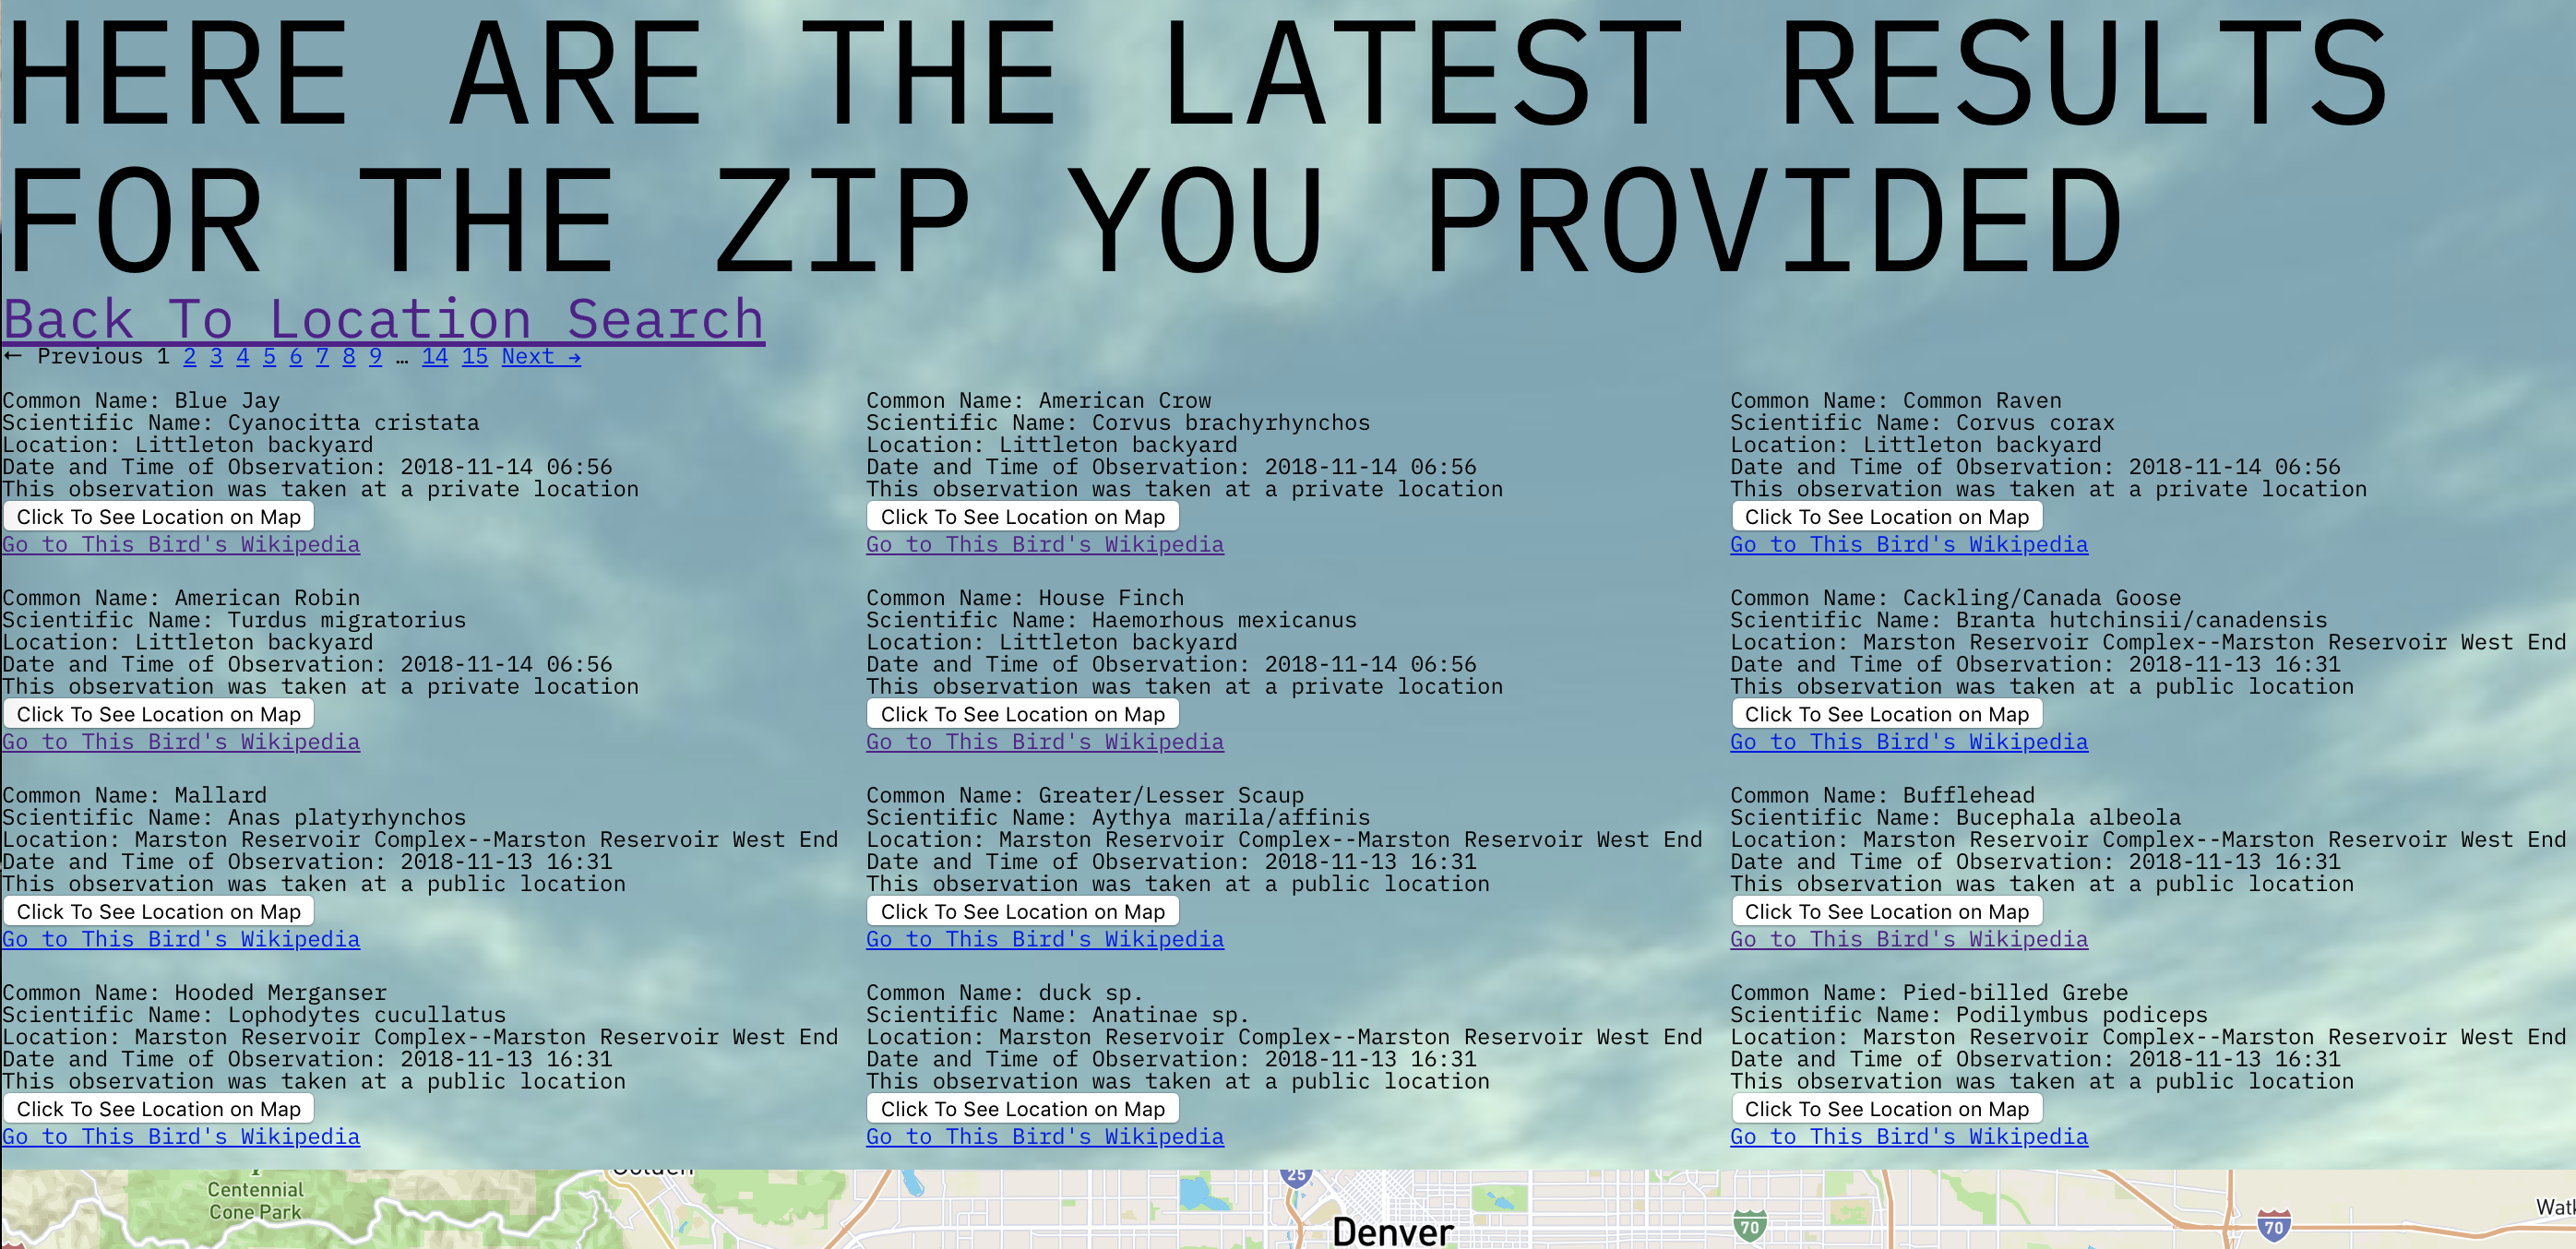 HERE ARE THE LATEST RESULTS
FOR THE ZIP YOU PROVIDED
Back To Location Search
← Previous 1 2 3 4 5 6 7 8 9 … 14 15 Next →
Common Name: Blue Jay
Scientific Name: Cyanocitta cristata
Location: Littleton backyard
Date and Time of Observation: 2018-11-14 06:56
This observation was taken at a private location
Click To See Location on Map
Go to This Bird's Wikipedia
Common Name: American Crow
Scientific Name: Corvus brachyrhynchos
Location: Littleton backyard
Date and Time of Observation: 2018-11-14 06:56
This observation was taken at a private location
Click To See Location on Map
Go to This Bird's Wikipedia
Common Name: Common Raven
Scientific Name: Corvus corax
Location: Littleton backyard
Date and Time of Observation: 2018-11-14 06:56
This observation was taken at a private location
Click To See Location on Map
Go to This Bird's Wikipedia
Common Name: American Robin
Scientific Name: Turdus migratorius
Location: Littleton backyard
Date and Time of Observation: 2018-11-14 06:56
This observation was taken at a private location
Click To See Location on Map
Go to This Bird's Wikipedia
Common Name: House Finch
Scientific Name: Haemorhous mexicanus
Location: Littleton backyard
Date and Time of Observation: 2018-11-14 06:56
This observation was taken at a private location
Click To See Location on Map
Go to This Bird's Wikipedia
Common Name: Cackling/Canada Goose
Scientific Name: Branta hutchinsii/canadensis
Location: Marston Reservoir Complex--Marston Reservoir West End
Date and Time of Observation: 2018-11-13 16:31
This observation was taken at a public location
Click To See Location on Map
Go to This Bird's Wikipedia
Common Name: Mallard
Scientific Name: Anas platyrhynchos
Location: Marston Reservoir Complex--Marston Reservoir West End
Date and Time of Observation: 2018-11-13 16:31
This observation was taken at a public location
Click To See Location on Map
Go to This Bird's Wikipedia
Common Name: Greater/Lesser Scaup
Scientific Name: Aythya marila/affinis
Location: Marston Reservoir Complex--Marston Reservoir West End
Date and Time of Observation: 2018-11-13 16:31
This observation was taken at a public location
Click To See Location on Map
Go to This Bird's Wikipedia
Common Name: Bufflehead
Scientific Name: Bucephala albeola
Location: Marston Reservoir Complex--Marston Reservoir West End
Date and Time of Observation: 2018-11-13 16:31
This observation was taken at a public location
Click To See Location on Map
Go to This Bird's Wikipedia
Common Name: Hooded Merganser
Scientific Name: Lophodytes cucullatus
Location: Marston Reservoir Complex--Marston Reservoir West End
Date and Time of Observation: 2018-11-13 16:31
This observation was taken at a public location
Click To See Location on Map
Go to This Bird's Wikipedia
Common Name: duck sp.
Scientific Name: Anatinae sp.
Location: Marston Reservoir Complex--Marston Reservoir West End
Date and Time of Observation: 2018-11-13 16:31
This observation was taken at a public location
Click To See Location on Map
Go to This Bird's Wikipedia
Common Name: Pied-billed Grebe
Scientific Name: Podilymbus podiceps
Location: Marston Reservoir Complex--Marston Reservoir West End
Date and Time of Observation: 2018-11-13 16:31
This observation was taken at a public location
Click To See Location on Map
Go to This Bird's Wikipedia
Golden
25
Centennial
Cone Park
Denver
70
70